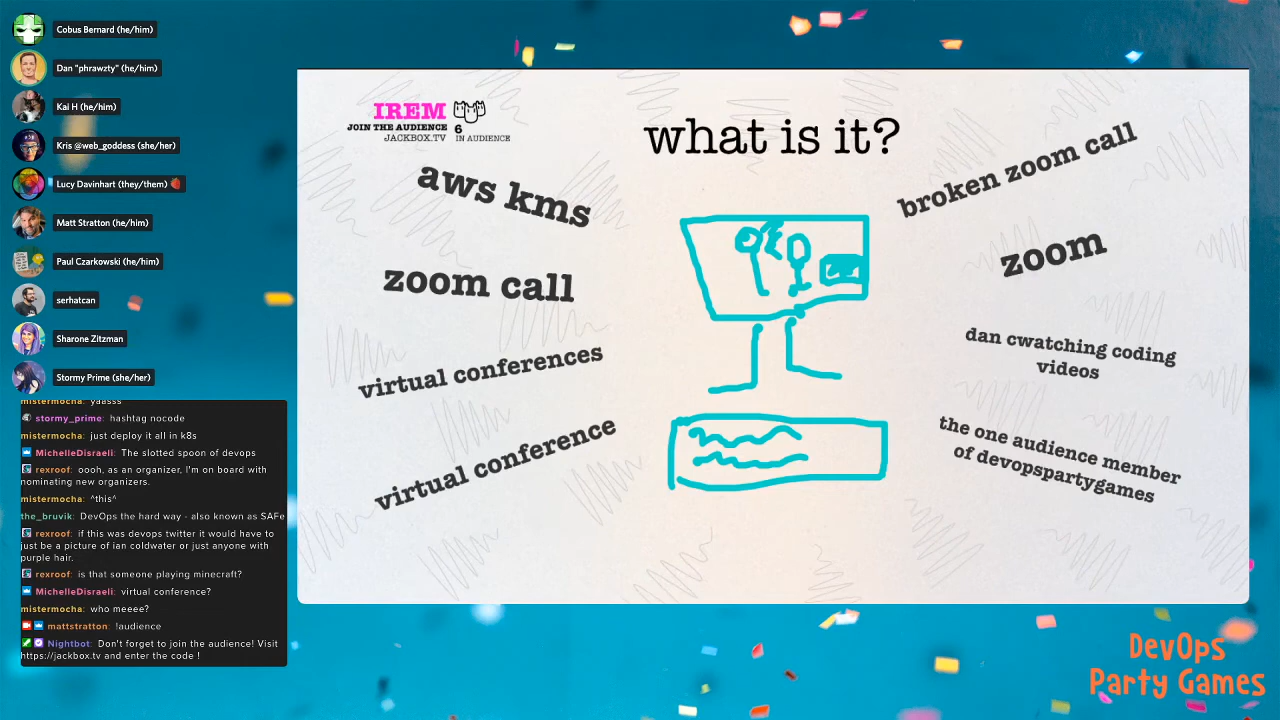 Cobus Bernard (he/him)
Dan "phrawzty" (he/him)
Kai H (he/him)
Kris @web_goddess (she/her)
Lucy Davinhart (they/them)
Matt Stratton (he/him)
Paul Czarkowski (he/him)
serhatcan
Sharone Zitzman
Stormy Prime (she/her)
mistermocha: yaasss
stormy_prime: hashtag nocode
mistermocha: just deploy it all in k8s
MichelleDisraeli: The slotted spoon of devops
rexroof: oooh, as an organizer, I'm on board with
nominating new organizers.
mistermocha: ^this^
the_bruvik: DevOps the hard way - also known as SAFe
rexroof: if this was devops twitter it would have to
just be a picture of ian coldwater or just anyone with
purple hair.
rexroof: is that someone playing minecraft?
MichelleDisraeli: virtual conference?
mistermocha: who meeee?
mattstratton: !audience
Nightbot: Don't forget to join the audience! Visit
https://jackbox.tv and enter the code !
IREM
JOIN THE AUDIENCE
JACKBOX.TV
6
IN AUDIENCE
what is it?
aws kms
zoom call
virtual conferences
virtual conference
broken zoom call
zoom
dan cwatching coding
videos
the one audience member
of devopspartygames
DevOps
Party Games